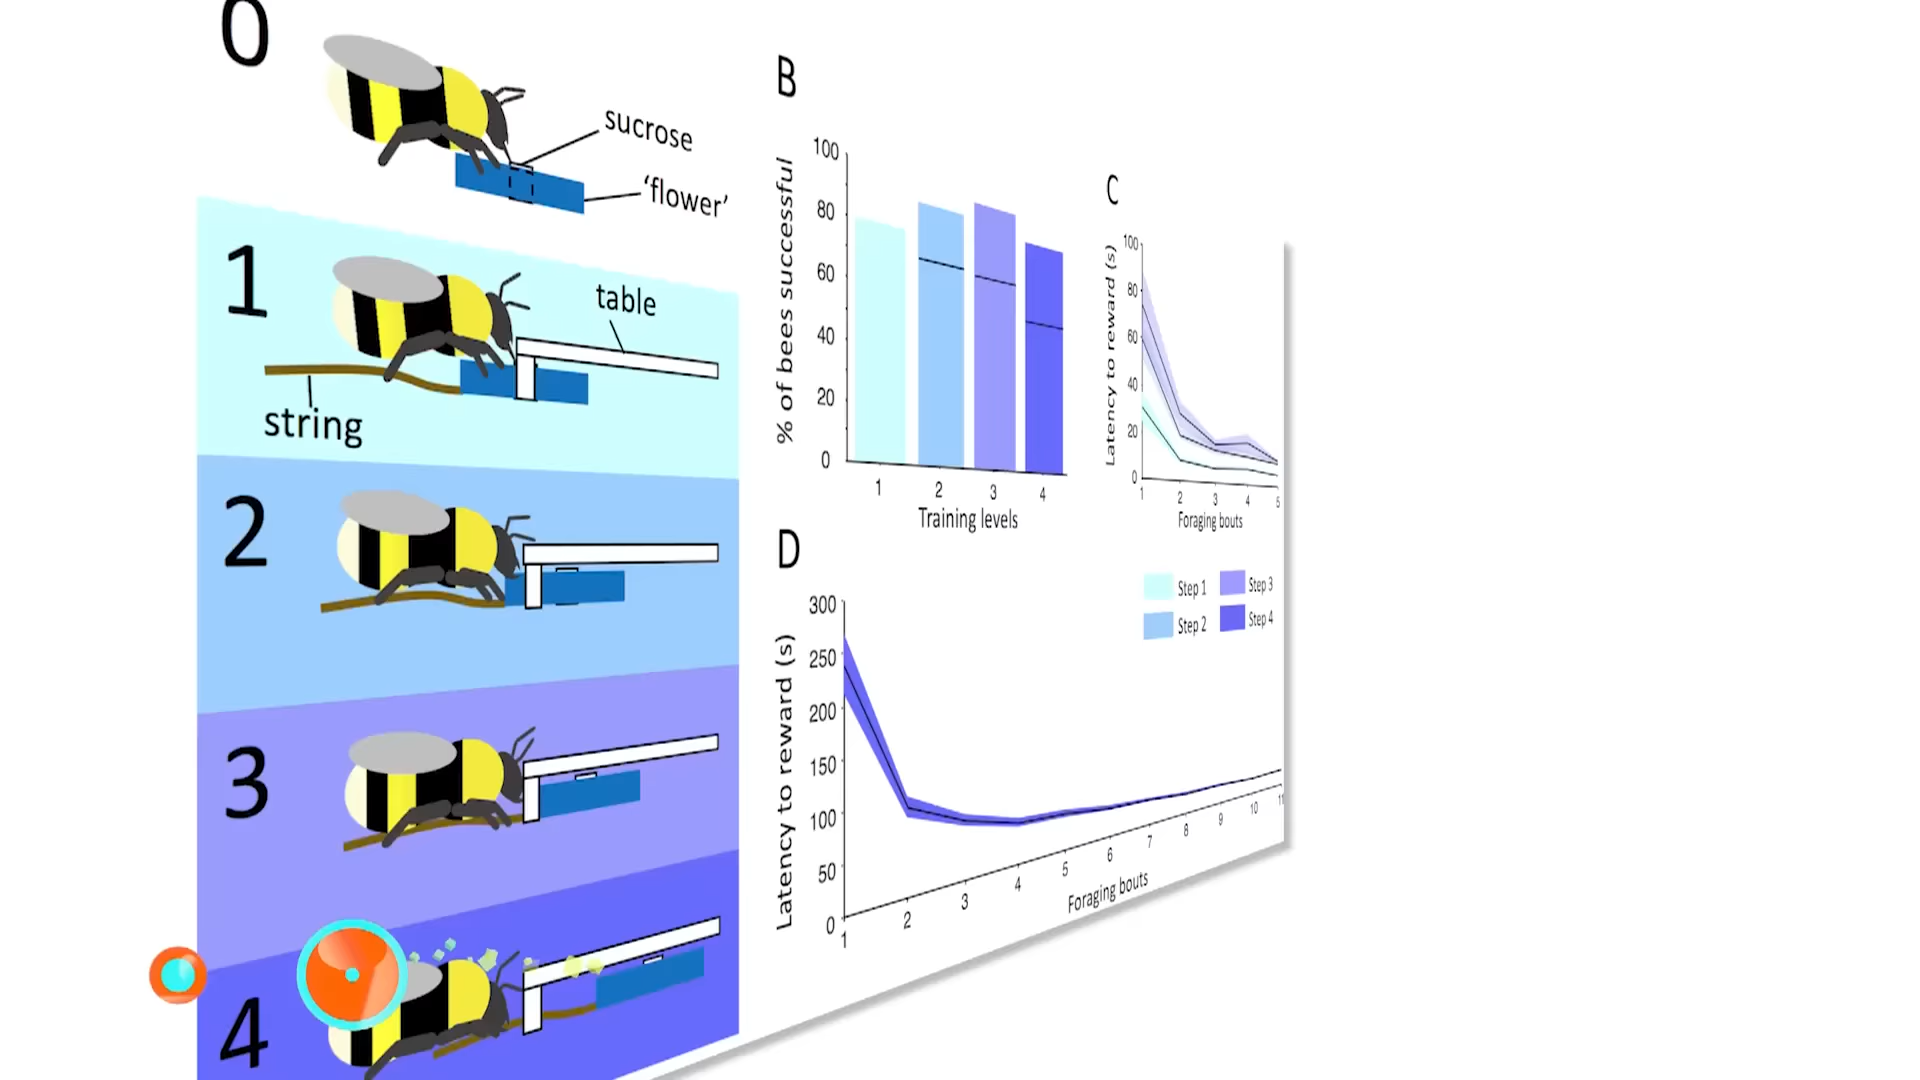 0
sucrose
‘flower’
1
table
string
2
3
4
B
% of bees successful
100
80
60
40
20
0
1 2 3 4
Training levels
C
Latency to reward (s)
100
80
60
40
20
0
1 2 3 4 5
Foraging bouts
D
Step 1 Step 3
Step 2 Step 4
Latency to reward (s)
300
250
200
150
100
50
0
1 2 3 4 5 6 7 8 9 10 11
Foraging bouts